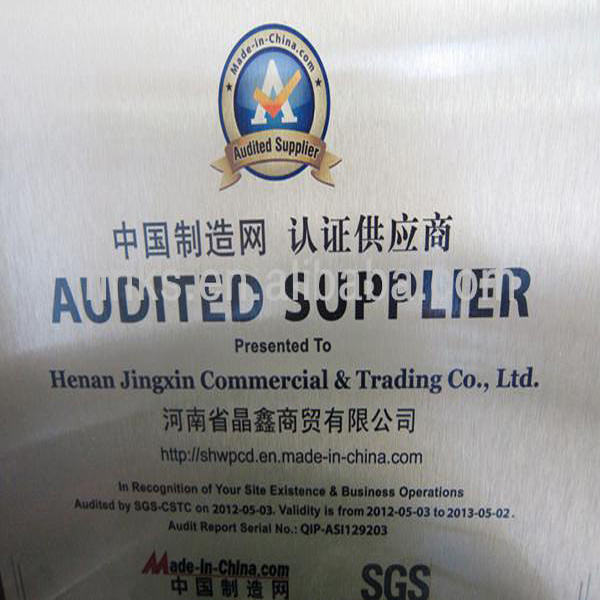 Made-in-China.com
A
Audited Supplier
中国制造网 认证供应商
AUDITED SUPPLIER
Presented To
Henan Jingxin Commercial & Trading Co., Ltd.
河南省晶鑫商贸有限公司
http://shwpcd.en.made-in-china.com
In Recognition of Your Site Existence & Business Operations
Audited by SGS-CSTC on 2012-05-03. Validity is from 2012-05-03 to 2013-05-02.
Audit Report Serial No.: QIP-ASI129203
Made-in-China.com
中国制造网
SGS